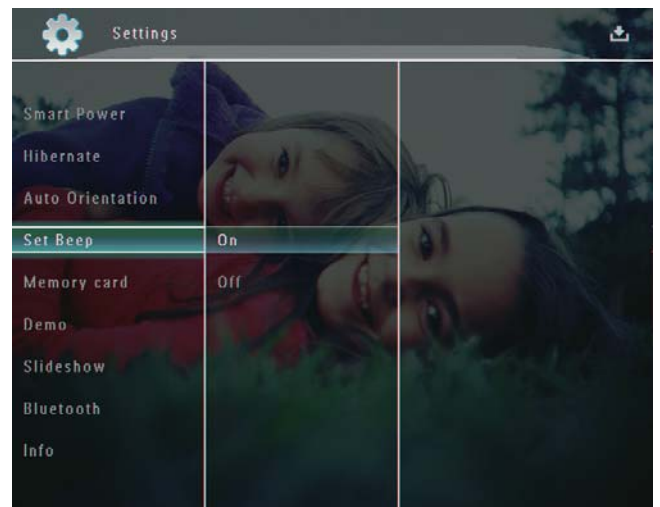 Settings
Smart Power
Hibernate
Auto Orientation
Set Beep
On
Memory card
Off
Demo
Slideshow
Bluetooth
Info